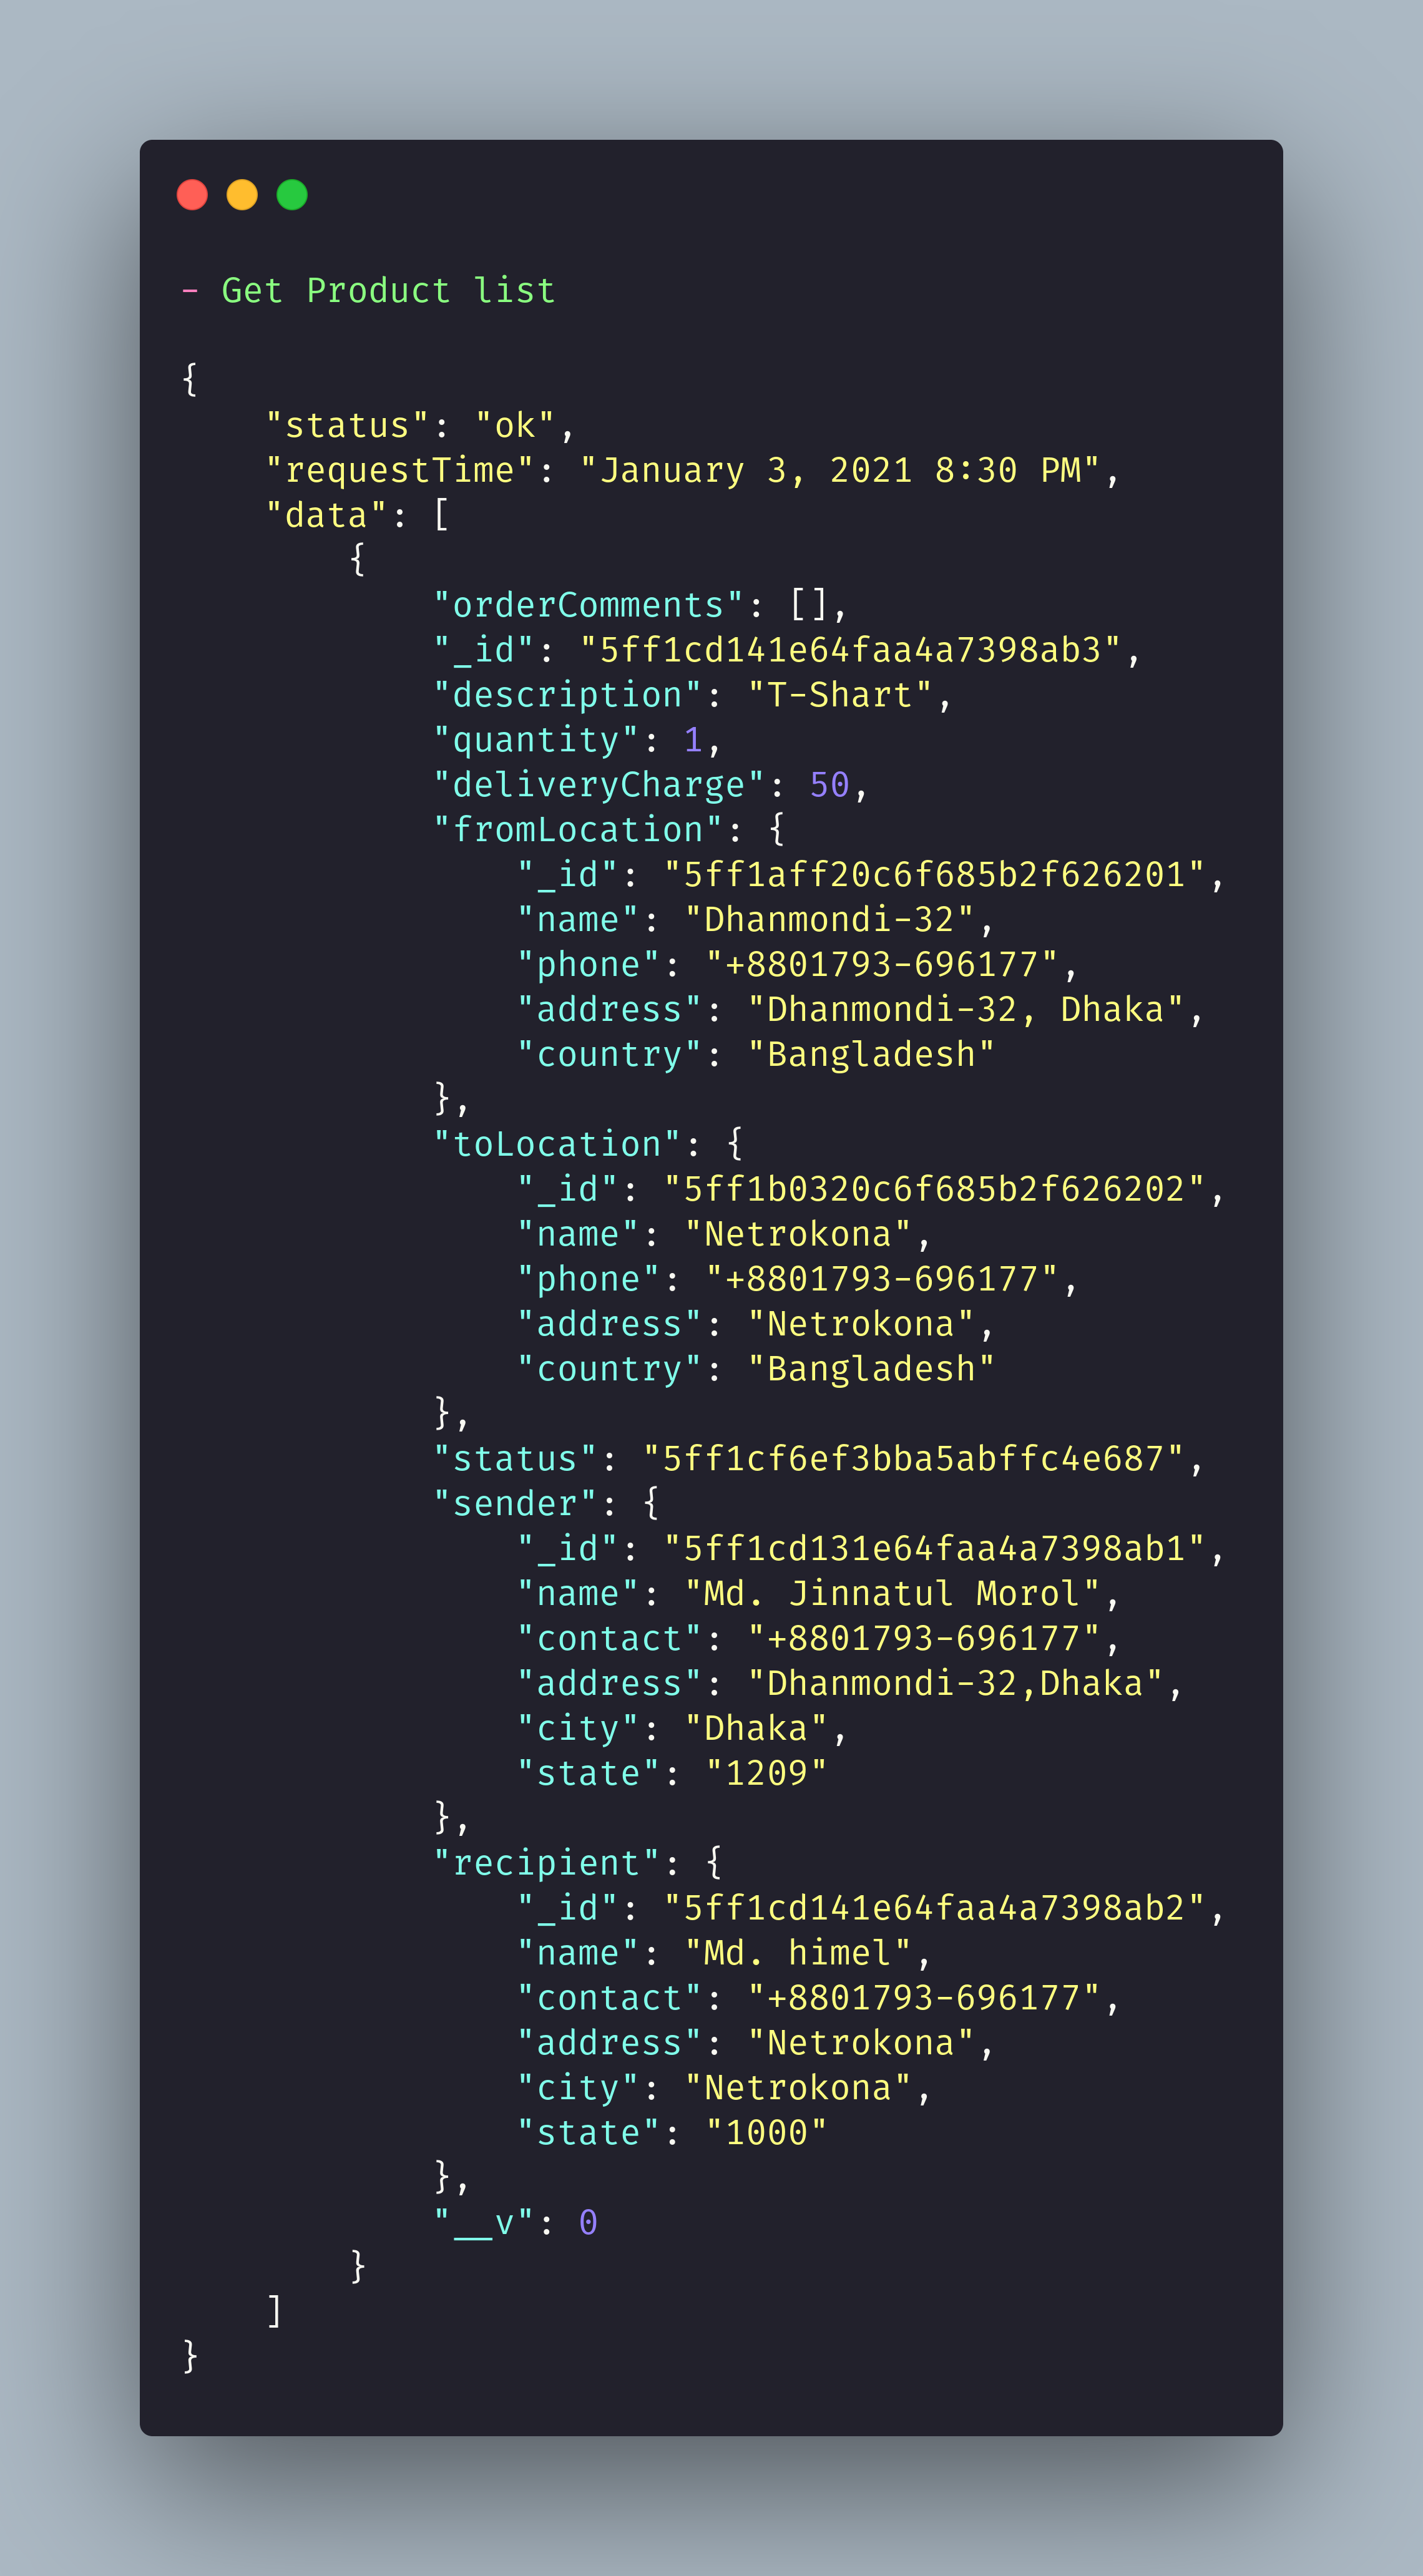 - Get Product list
{
"status": "ok",
"requestTime": "January 3, 2021 8:30 PM",
"data": [
{
"orderComments": [],
"_id": "5ff1cd141e64faa4a7398ab3",
"description": "T-Shart",
"quantity": 1,
"deliveryCharge": 50,
"fromLocation": {
"_id": "5ff1aff20c6f685b2f626201",
"name": "Dhanmondi-32",
"phone": "+8801793-696177",
"address": "Dhanmondi-32, Dhaka",
"country": "Bangladesh"
},
"toLocation": {
"_id": "5ff1b0320c6f685b2f626202",
"name": "Netrokona",
"phone": "+8801793-696177",
"address": "Netrokona",
"country": "Bangladesh"
},
"status": "5ff1cf6ef3bba5abffc4e687",
"sender": {
"_id": "5ff1cd131e64faa4a7398ab1",
"name": "Md. Jinnatul Morol",
"contact": "+8801793-696177",
"address": "Dhanmondi-32,Dhaka",
"city": "Dhaka",
"state": "1209"
},
"recipient": {
"_id": "5ff1cd141e64faa4a7398ab2",
"name": "Md. himel",
"contact": "+8801793-696177",
"address": "Netrokona",
"city": "Netrokona",
"state": "1000"
},
"__v": 0
}
]
}